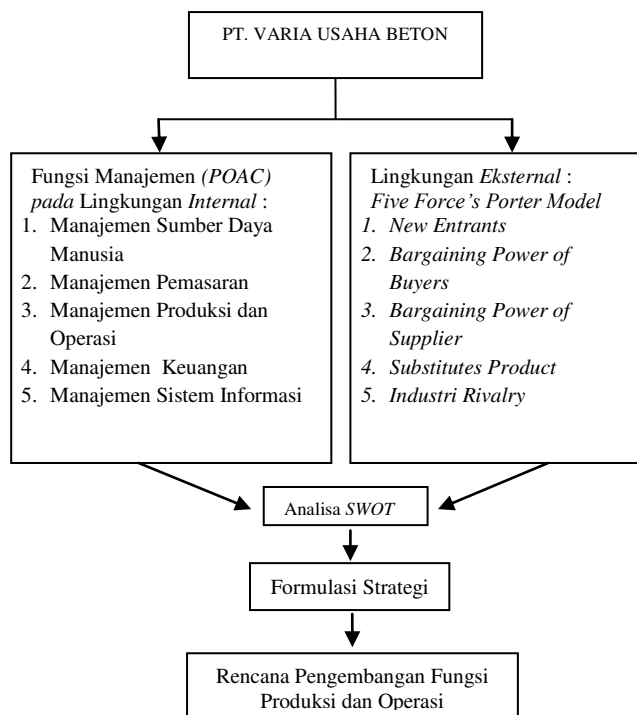 PT. VARIA USAHA BETON
Fungsi Manajemen (POAC)
pada Lingkungan Internal :
1. Manajemen Sumber Daya
Manusia
2. Manajemen Pemasaran
3. Manajemen Produksi dan
Operasi
4. Manajemen Keuangan
5. Manajemen Sistem Informasi
Lingkungan Eksternal :
Five Force's Porter Model
1. New Entrants
2. Bargaining Power of
Buyers
3. Bargaining Power of
Supplier
4. Substitutes Product
5. Industri Rivalry
Analisa SWOT
Formulasi Strategi
Rencana Pengembangan Fungsi
Produksi dan Operasi